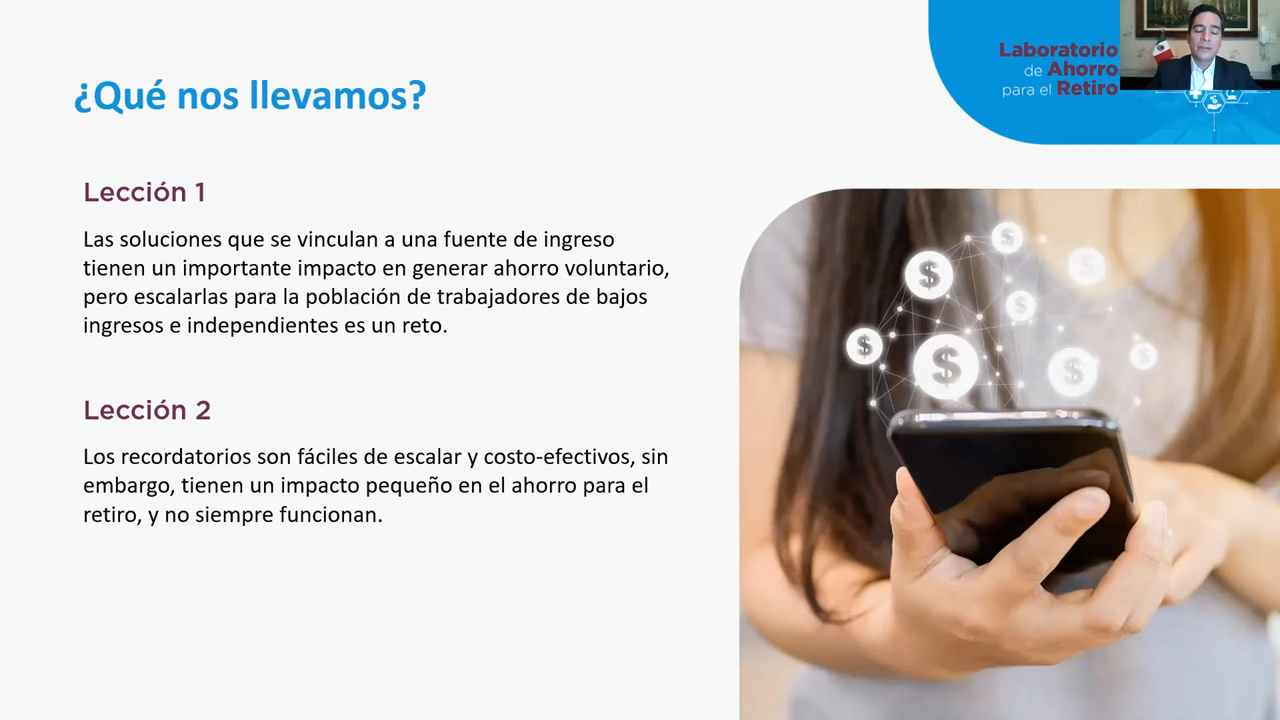 ¿Qué nos llevamos?
Laboratorio
de Ahorro
para el Retiro
Lección 1
Las soluciones que se vinculan a una fuente de ingreso
tienen un importante impacto en generar ahorro voluntario,
pero escalarlas para la población de trabajadores de bajos
ingresos e independientes es un reto.
Lección 2
Los recordatorios son fáciles de escalar y costo-efectivos, sin
embargo, tienen un impacto pequeño en el ahorro para el
retiro, y no siempre funcionan.
$
$
$
$
$
$
$
$